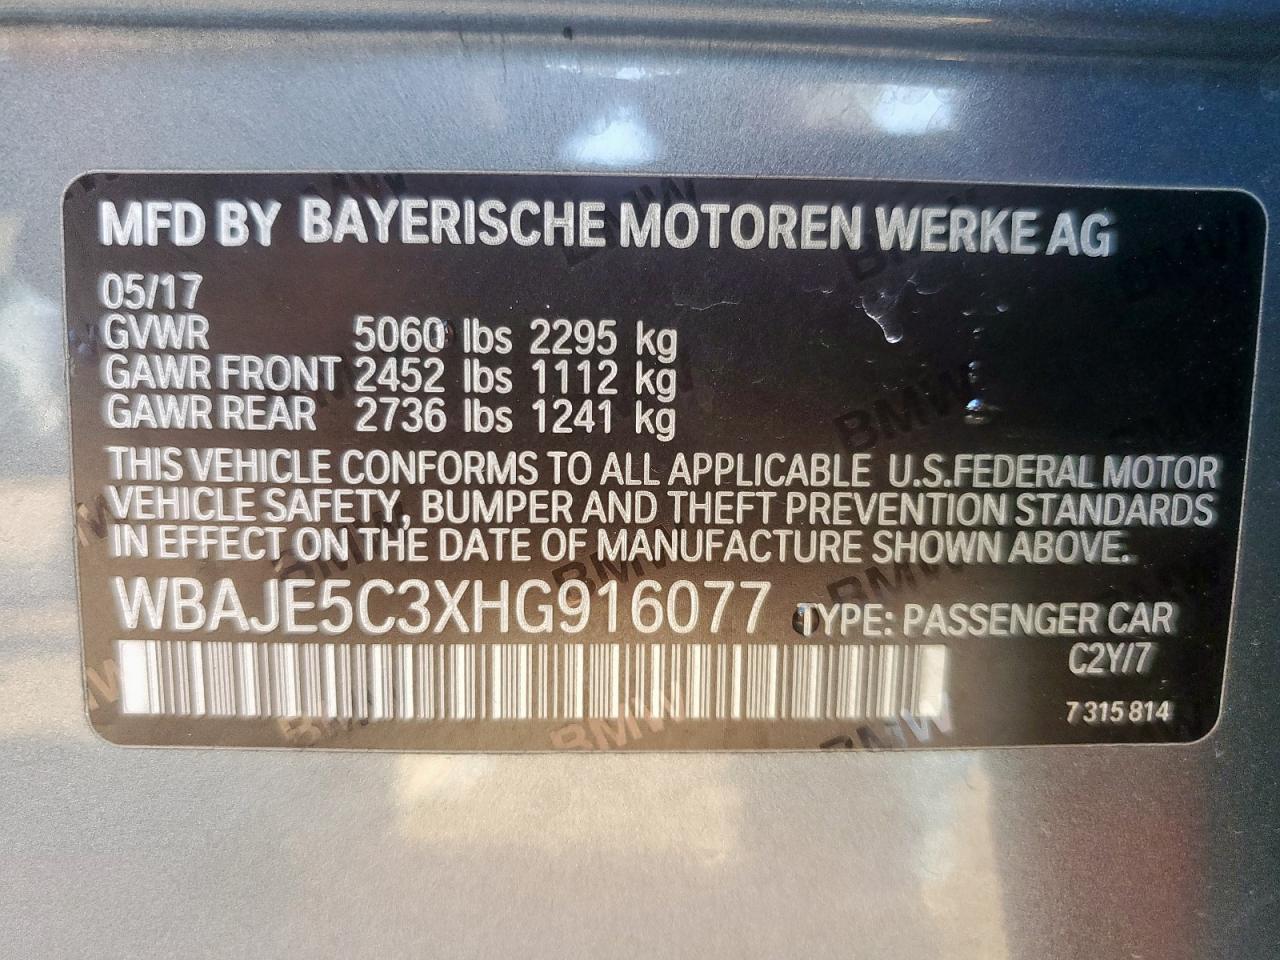 MFD BY BAYERISCHE MOTOREN WERKE AG
05/17
GVWR 5060 lbs 2295 kg
GAWR FRONT 2452 lbs 1112 kg
GAWR REAR 2736 lbs 1241 kg
THIS VEHICLE CONFORMS TO ALL APPLICABLE U.S.FEDERAL MOTOR
VEHICLE SAFETY, BUMPER AND THEFT PREVENTION STANDARDS
IN EFFECT ON THE DATE OF MANUFACTURE SHOWN ABOVE.
WBAJE5C3XHG916077 TYPE: PASSENGER CAR
C2Y/7
7 315 814